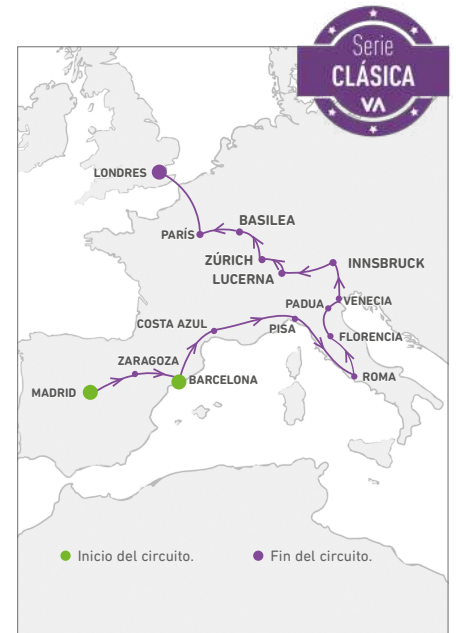 Serie
CLÁSICA
VA
LONDRES
BASILEA
PARÍS
ZÚRICH
INNSBRUCK
LUCERNA
PADUA
VENECIA
COSTA AZUL
PISA
FLORENCIA
ZARAGOZA
ROMA
BARCELONA
MADRID
Inicio del circuito.
Fin del circuito.